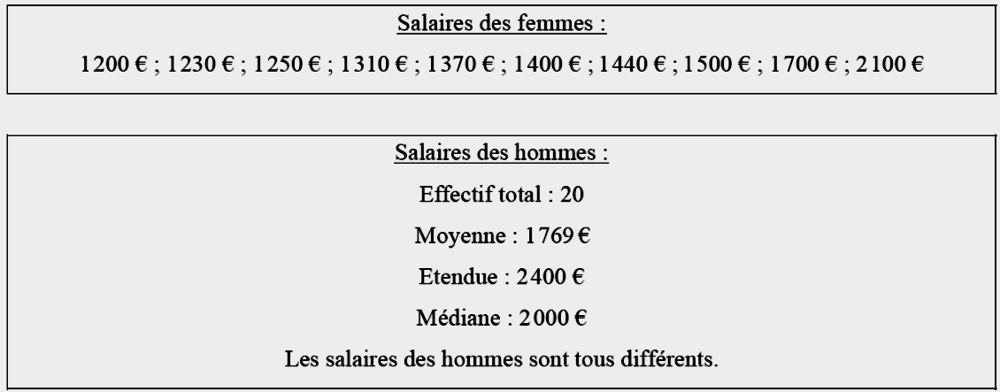 Salaires des femmes :
1200 € ; 1230 € ; 1250 € ; 1310 € ; 1370 € ; 1400 € ; 1440 € ; 1500 € ; 1700 € ; 2100 €
Salaires des hommes :
Effectif total : 20
Moyenne : 1769 €
Etendue : 2400 €
Médiane : 2000 €
Les salaires des hommes sont tous différents.